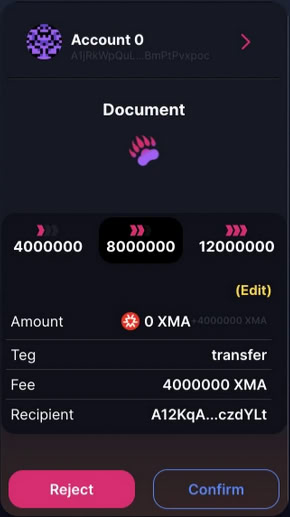 Account 0
A1jRkWpQuL...BmPtPvxpoc
Document
4000000 8000000 12000000
(Edit)
Amount 0 XMA+4000000 XMA
Teg transfer
Fee 4000000 XMA
Recipient A12KqA...czdYLt
Reject Confirm